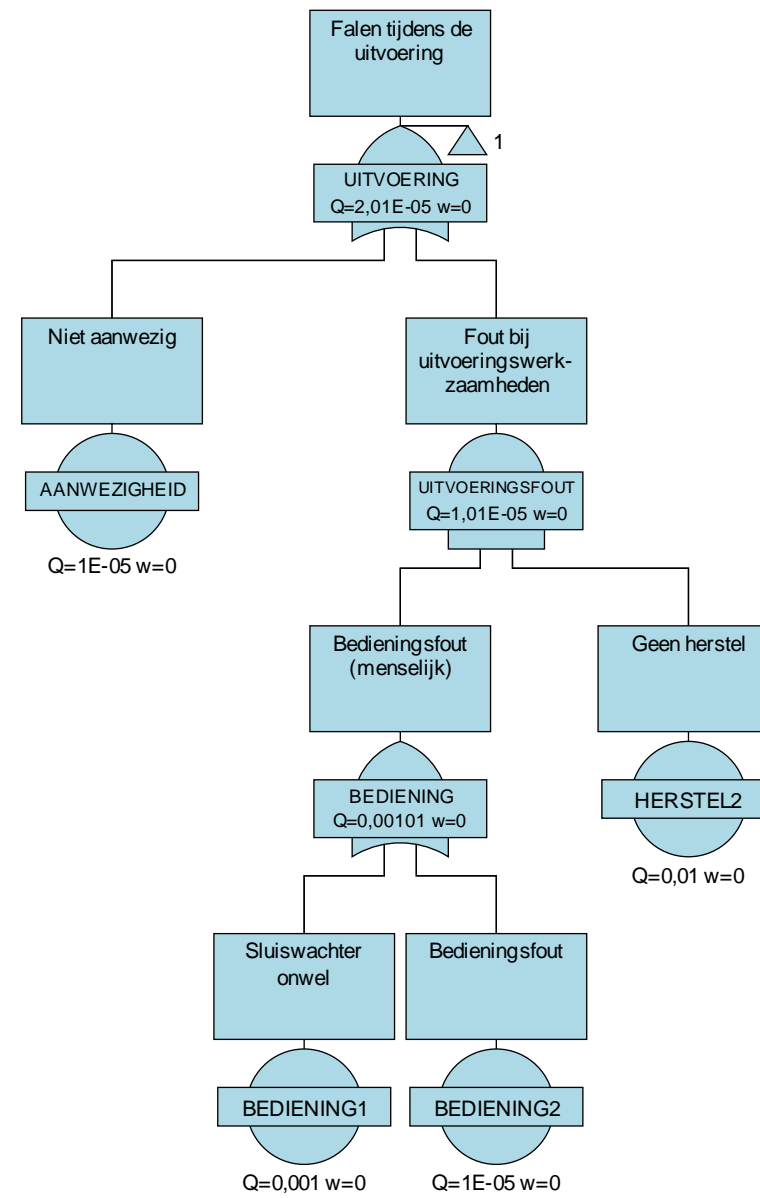 Falen tijdens de
uitvoering
1
UITVOERING
Q=2,01E-05 w=0
Niet aanwezig
Fout bij
uitvoeringswerk-
zaamheden
AANWEZIGHEID
Q=1E-05 w=0
UITVOERINGSFOUT
Q=1,01E-05 w=0
Bedieningsfout
(menselijk)
Geen herstel
BEDIENING
Q=0,00101 w=0
HERSTEL2
Q=0,01 w=0
Sluiswachter
onwel
Bedieningsfout
BEDIENING1
Q=0,001 w=0
BEDIENING2
Q=1E-05 w=0